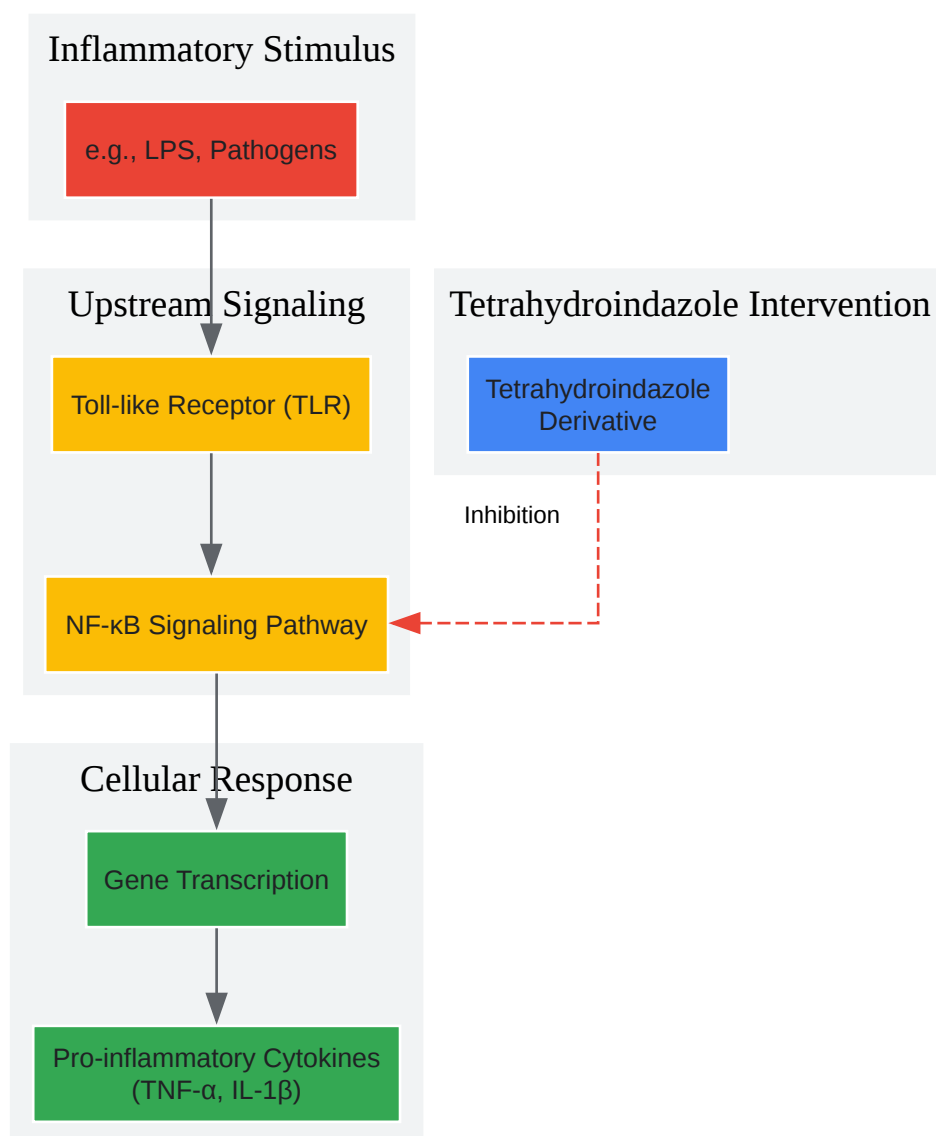 Inflammatory Stimulus
e.g., LPS, Pathogens
Upstream Signaling
Toll-like Receptor (TLR)
NF-κB Signaling Pathway
Tetrahydroindazole Intervention
Tetrahydroindazole
Derivative
Inhibition
Cellular Response
Gene Transcription
Pro-inflammatory Cytokines
(TNF-α, IL-1β)